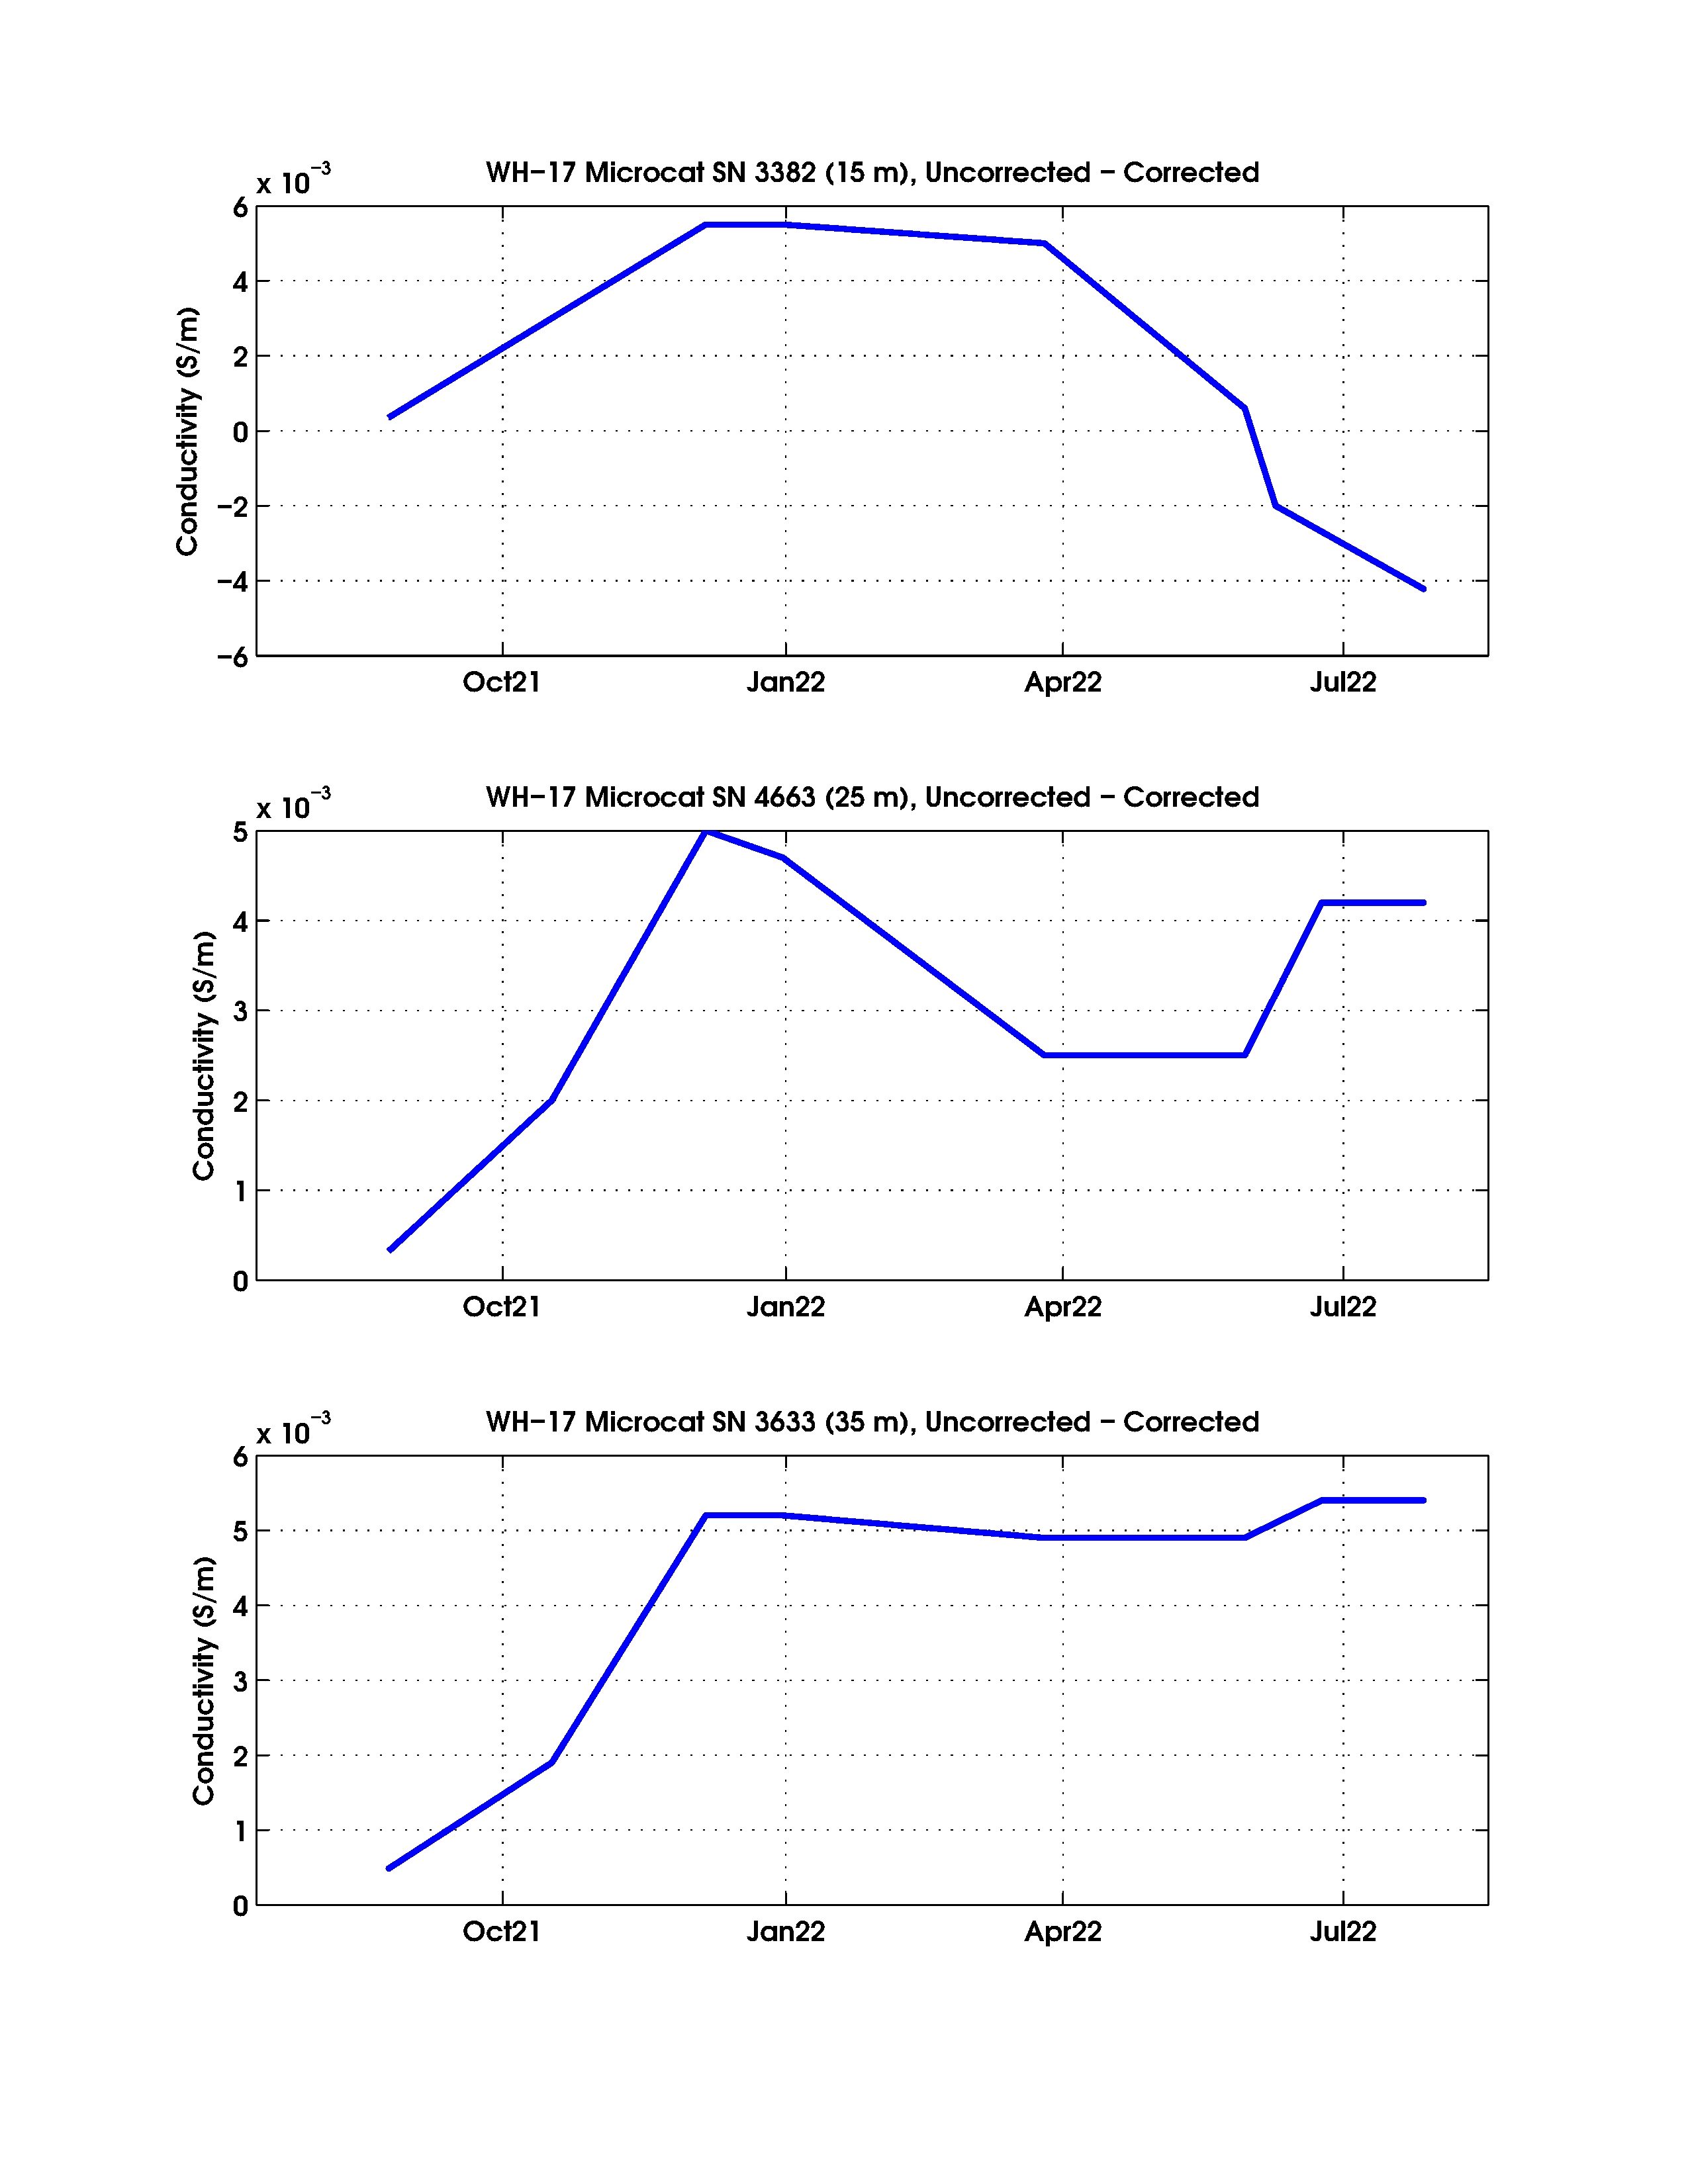 WH−17 Microcat SN 3382 (15 m), Uncorrected − Corrected
x 10−3
6
4
2
0
−2
−4
−6
Conductivity (S/m)
Oct21 Jan22 Apr22 Jul22
WH−17 Microcat SN 4663 (25 m), Uncorrected − Corrected
x 10−3
5
4
3
2
1
0
Conductivity (S/m)
Oct21 Jan22 Apr22 Jul22
WH−17 Microcat SN 3633 (35 m), Uncorrected − Corrected
x 10−3
6
5
4
3
2
1
0
Conductivity (S/m)
Oct21 Jan22 Apr22 Jul22